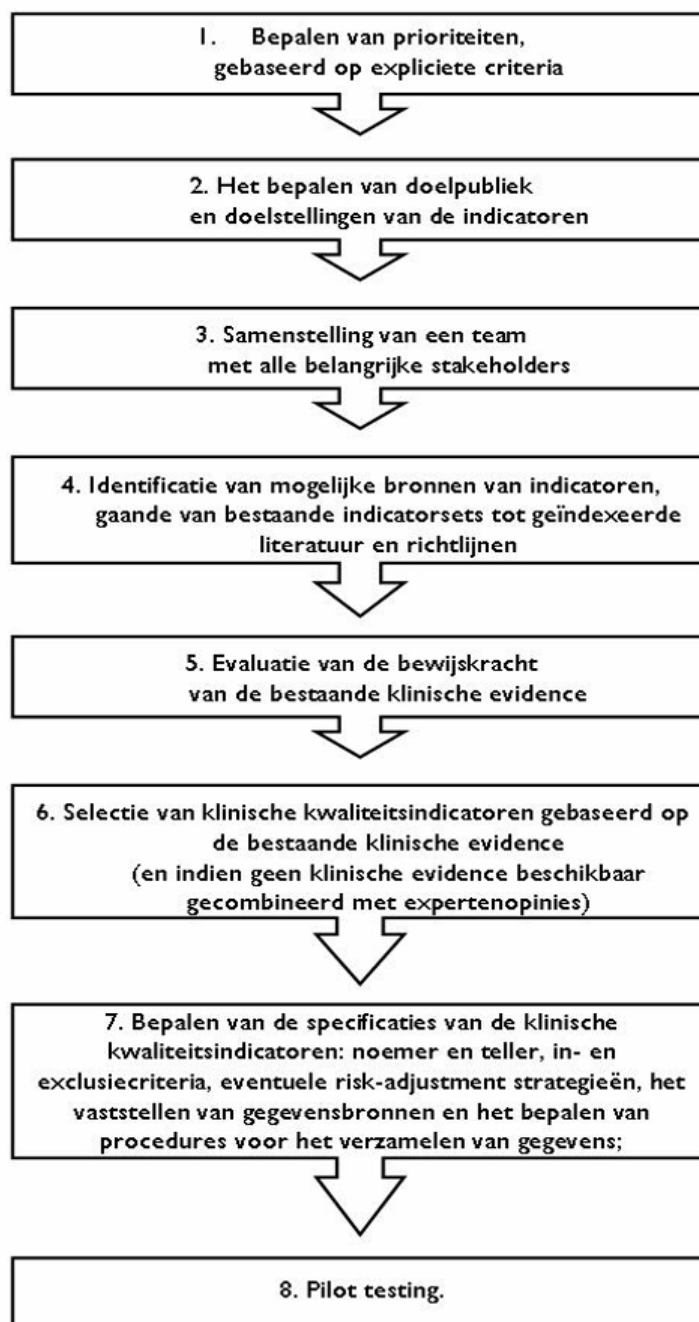 1. Bepalen van prioriteiten,
gebaseerd op expliciete criteria
2. Het bepalen van doelpubliek
en doelstellingen van de indicatoren
3. Samenstelling van een team
met alle belangrijke stakeholders
4. Identificatie van mogelijke bronnen van indicatoren,
gaande van bestaande indicatorsets tot geïndexeerde
literatuur en richtlijnen
5. Evaluatie van de bewijskracht
van de bestaande klinische evidence
6. Selectie van klinische kwaliteitsindicatoren gebaseerd op
de bestaande klinische evidence
(en indien geen klinische evidence beschikbaar
gecombineerd met expertenopinies)
7. Bepalen van de specificaties van de klinische
kwaliteitsindicatoren: noemer en teller, in- en
exclusiecriteria, eventuele risk-adjustment strategieën, het
vaststellen van gegevensbronnen en het bepalen van
procedures voor het verzamelen van gegevens;
8. Pilot testing.